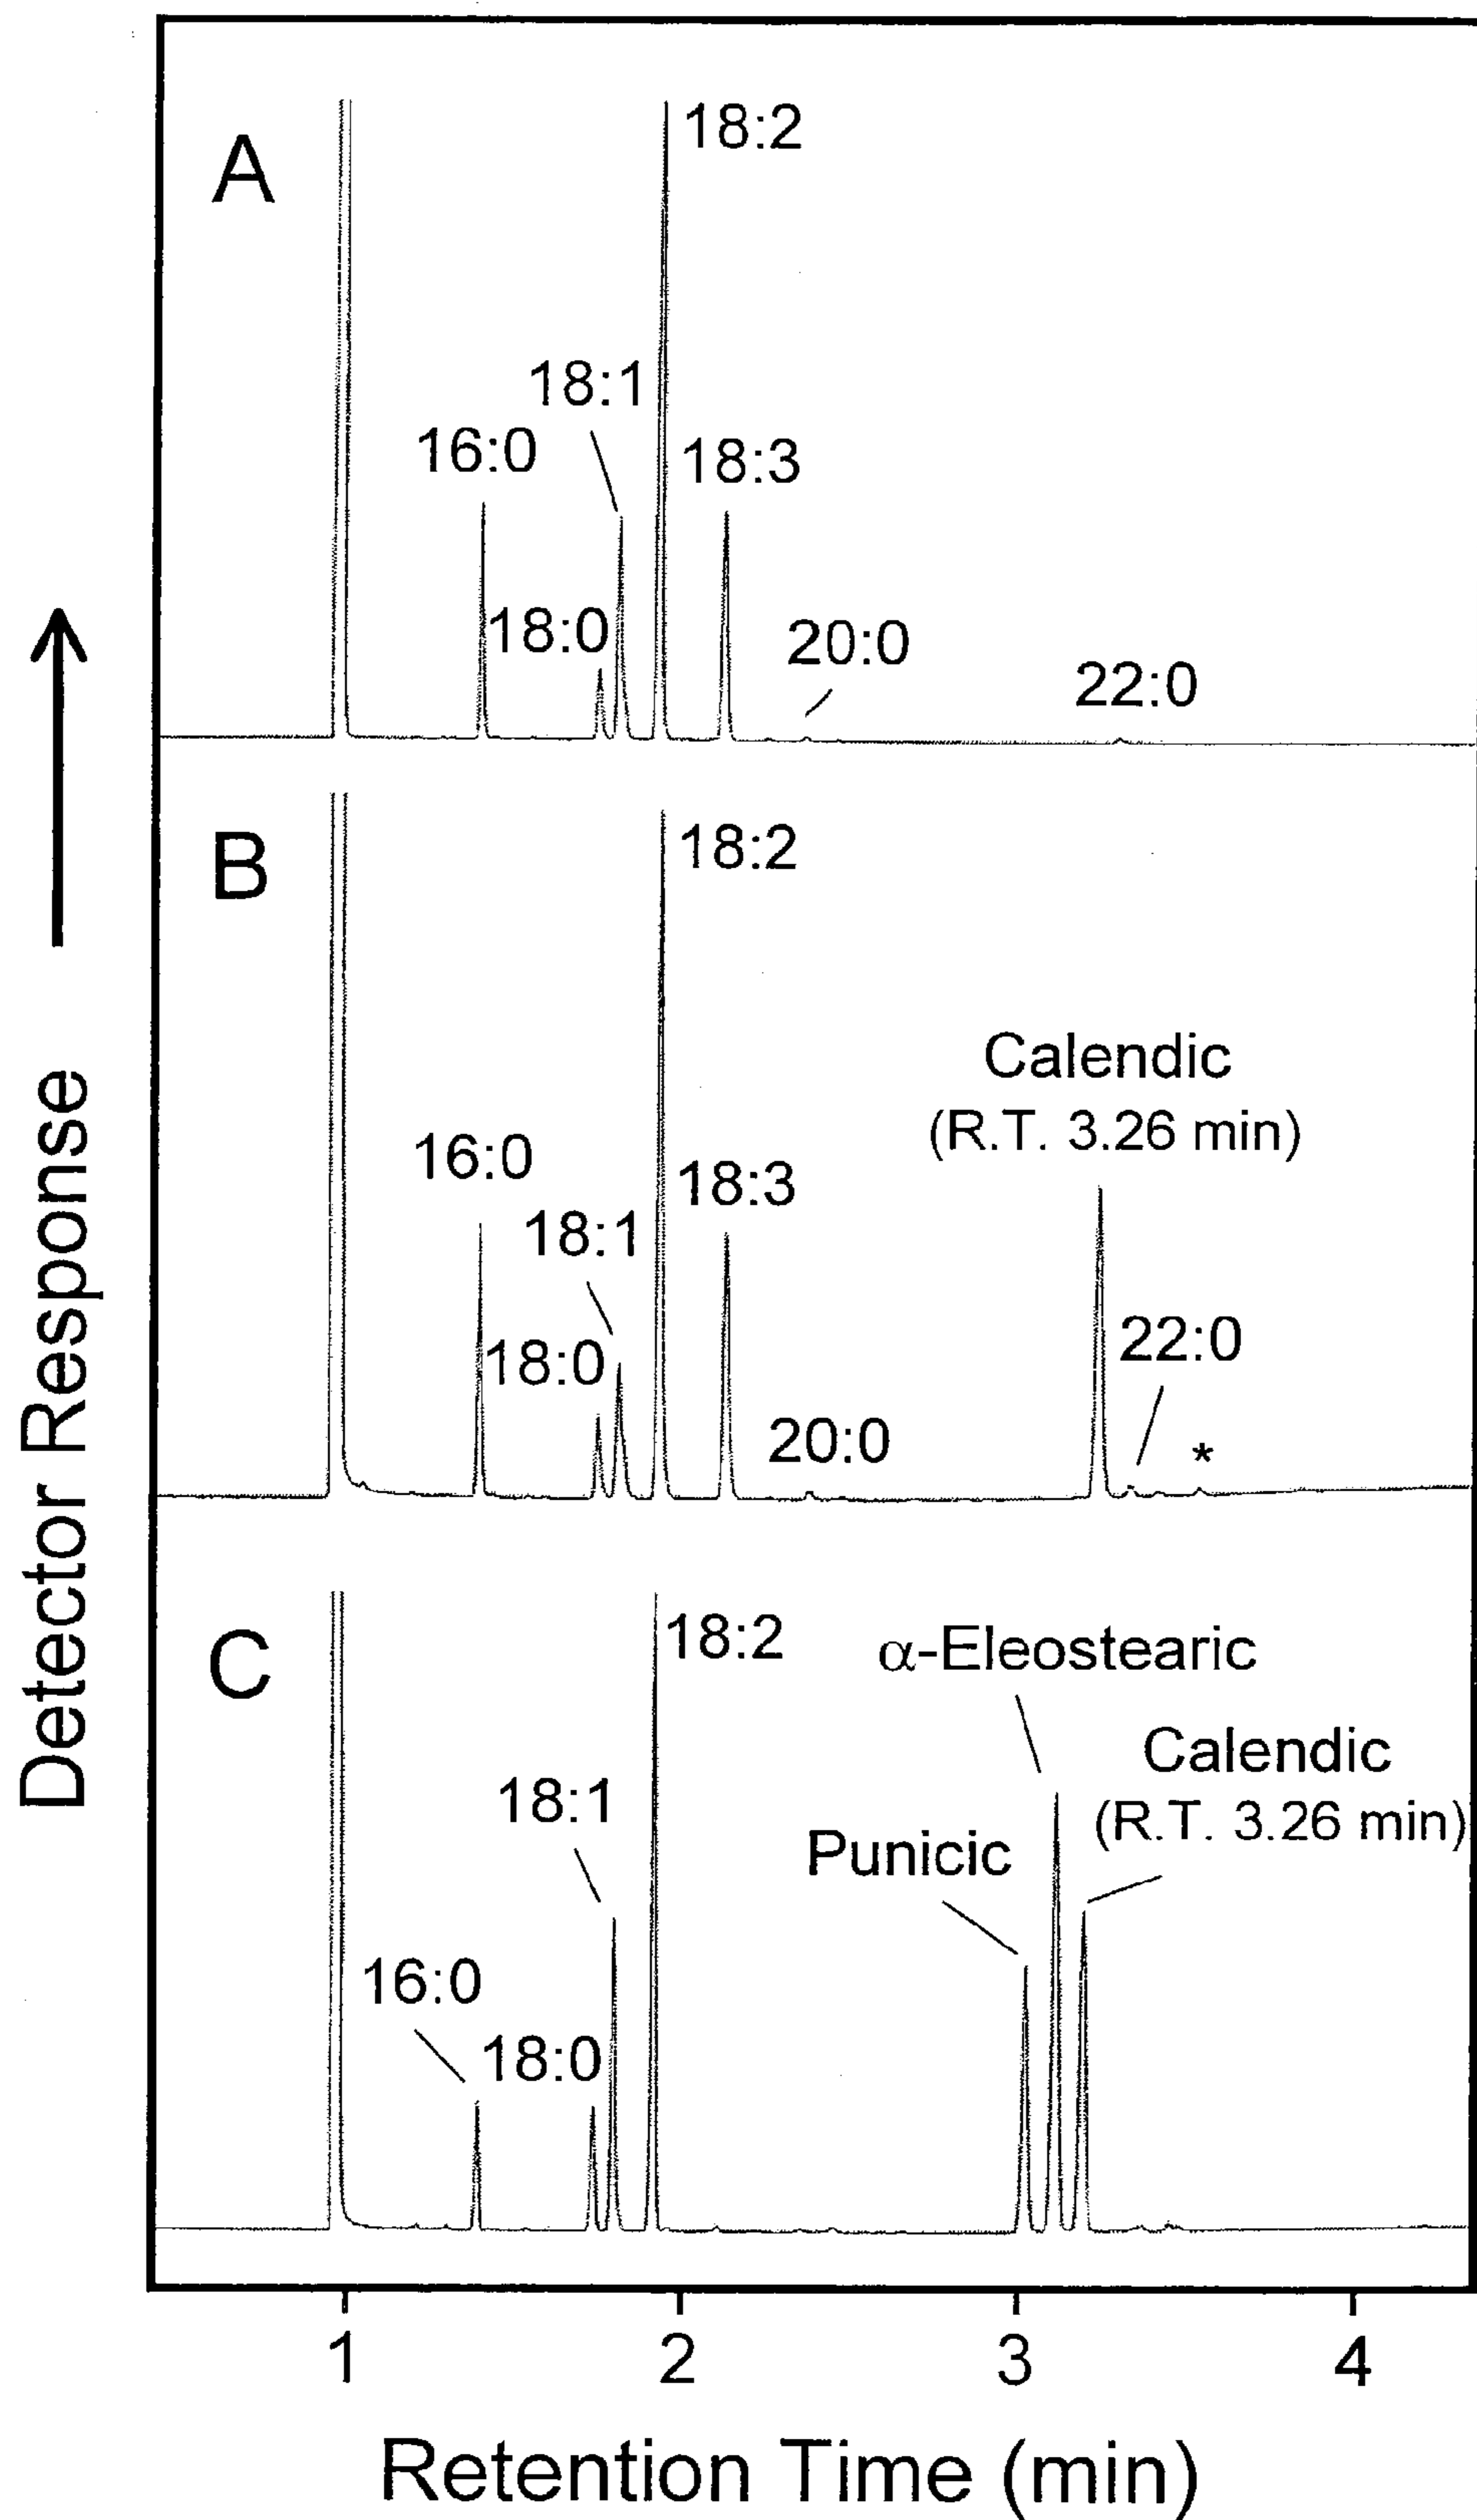 A
18:2
18:1
16:0
18:3
18:0
20:0
22:0
B
18:2
Calendic
(R.T. 3.26 min)
16:0
18:3
18:1
22:0
18:0
20:0
*
C
18:2
α-Eleostearic
Calendic
(R.T. 3.26 min)
18:1
Punicic
16:0
18:0
1
2
3
4
Retention Time (min)
Detector Response